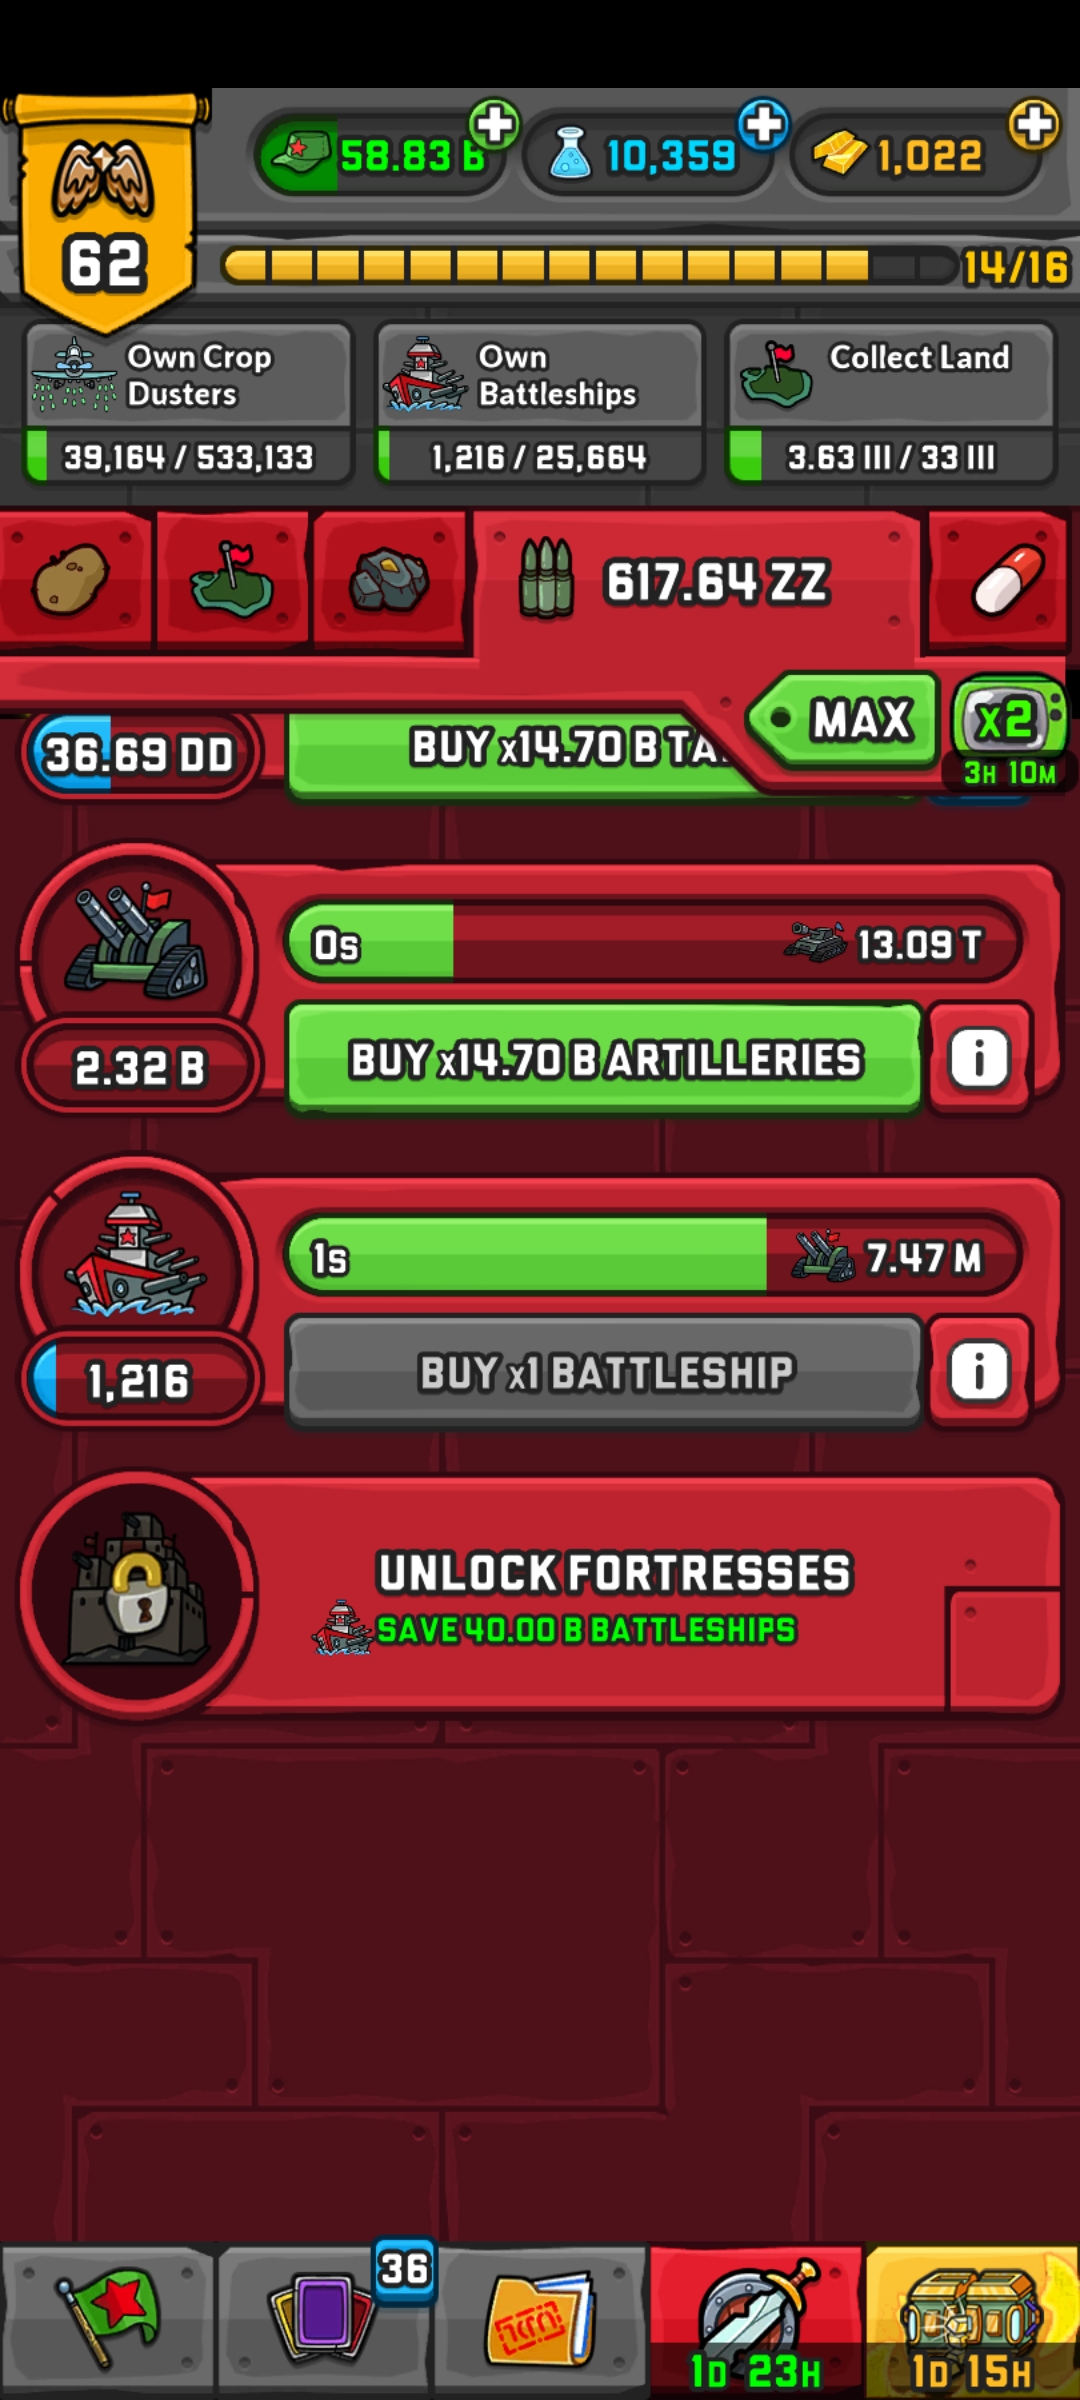 58.83 B
10,359
1,022
62
14/16
Own Crop
Dusters
39,164 / 533,133
Own
Battleships
1,216 / 25,664
Collect Land
3.63 III / 33 III
617.64 ZZ
MAX
x2
3H 10M
36.69 DD
BUY x14.70 B TA
0s
13.09 T
2.32 B
BUY x14.70 B ARTILLERIES
i
1s
7.47 M
1,216
BUY x1 BATTLESHIP
i
UNLOCK FORTRESSES
SAVE 40.00 B BATTLESHIPS
36
1D 23H
1D 15H